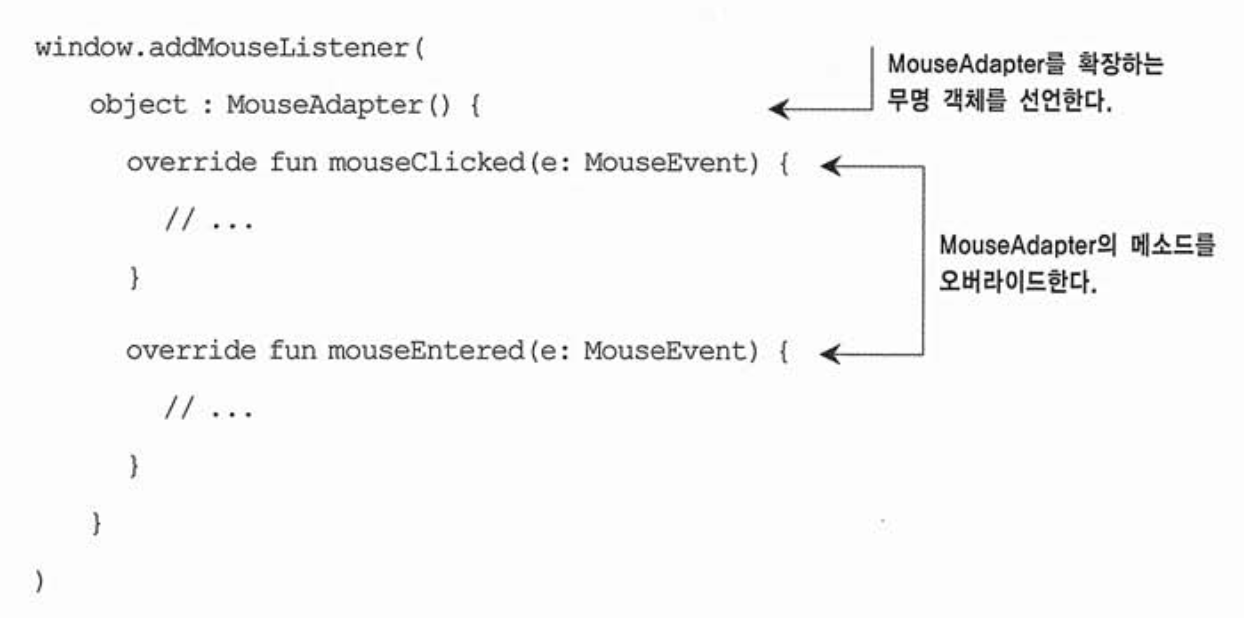 window.addMouseListener(
object : MouseAdapter() {
MouseAdapter를 확장하는
무명 객체를 선언한다.
override fun mouseClicked(e: MouseEvent) {
// ...
}
MouseAdapter의 메소드를
오버라이드한다.
override fun mouseEntered(e: MouseEvent) {
// ...
}
}
)